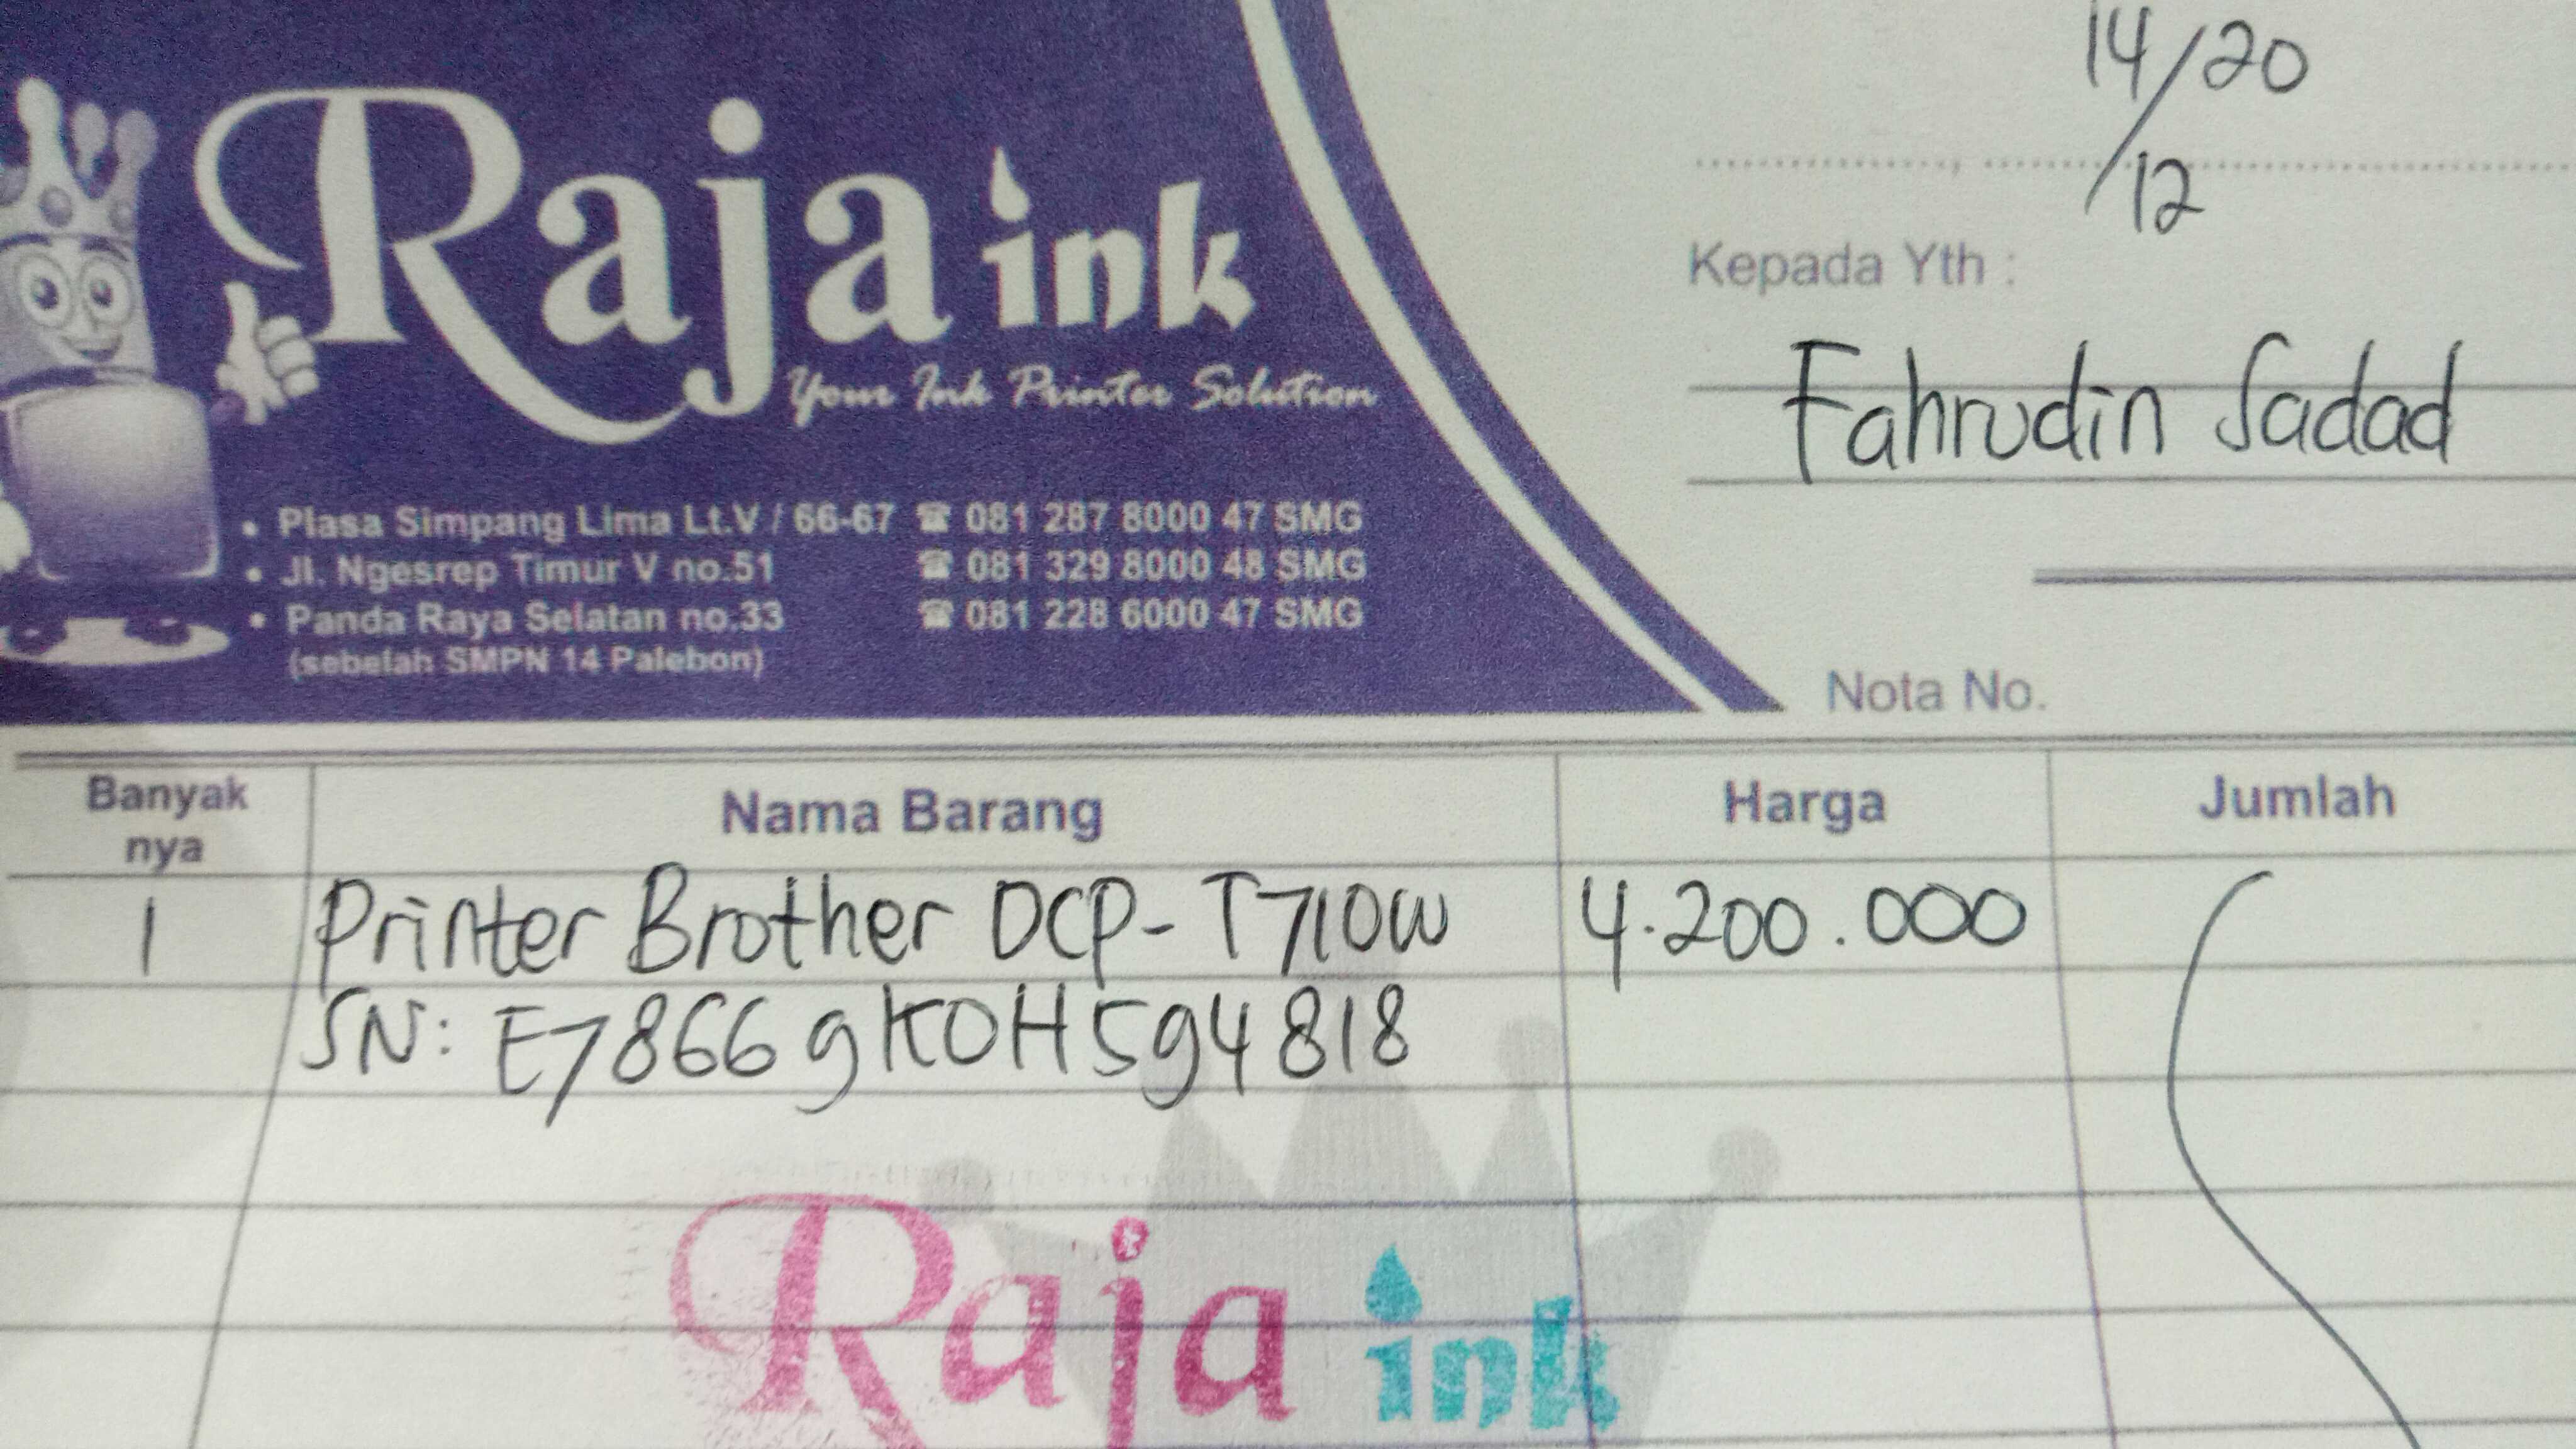 Raja ink
Your Ink Printer Solution
• Plasa Simpang Lima Lt.V / 66-67 ☎ 081 287 8000 47 SMG
• Jl. Ngesrep Timur V no.51 ☎ 081 329 8000 48 SMG
• Panda Raya Selatan no.33 ☎ 081 228 6000 47 SMG
(sebelah SMPN 14 Palebon)
14/20
12
Kepada Yth :
Fahrudin Sadad
Nota No.
Banyak
nya
Nama Barang
Harga
Jumlah
1 Printer Brother DCP-T710W 4.200.000
SN: E78669K0H594818
Raja ink